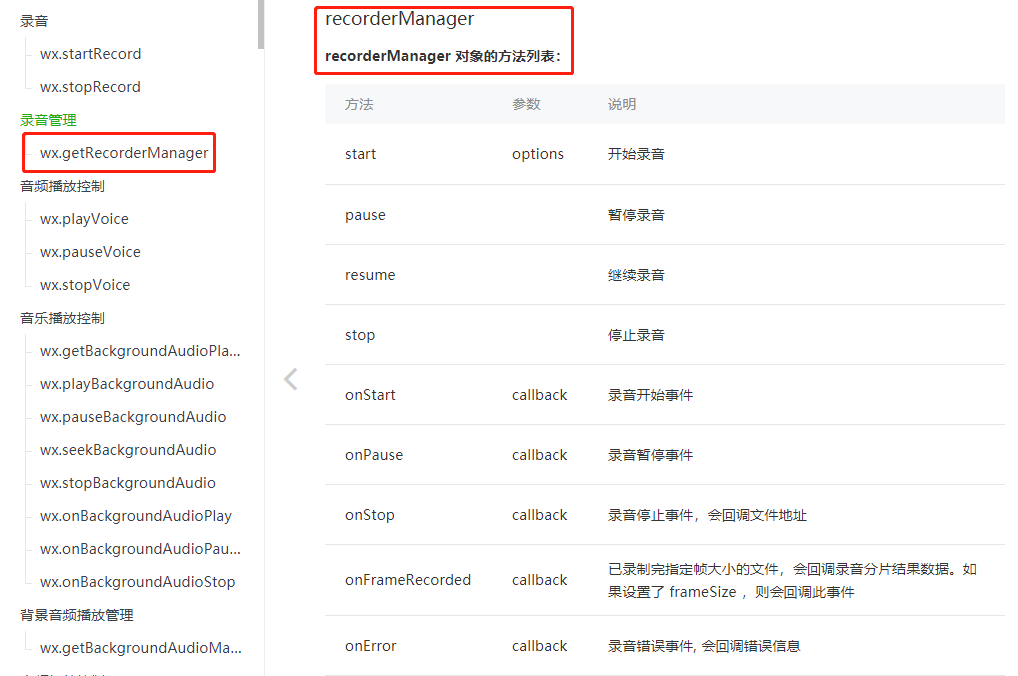 录音
wx.startRecord
wx.stopRecord
录音管理
wx.getRecorderManager
音频播放控制
wx.playVoice
wx.pauseVoice
wx.stopVoice
音乐播放控制
wx.getBackgroundAudioPla...
wx.playBackgroundAudio
wx.pauseBackgroundAudio
wx.seekBackgroundAudio
wx.stopBackgroundAudio
wx.onBackgroundAudioPlay
wx.onBackgroundAudioPau...
wx.onBackgroundAudioStop
背景音频播放管理
wx.getBackgroundAudioMa...
recorderManager
recorderManager 对象的方法列表：
方法 参数 说明
start options 开始录音
pause 暂停录音
resume 继续录音
stop 停止录音
onStart callback 录音开始事件
onPause callback 录音暂停事件
onStop callback 录音停止事件，会回调文件地址
onFrameRecorded callback 已录制完指定帧大小的文件，会回调录音分片结果数据。如
果设置了 frameSize ，则会回调此事件
onError callback 录音错误事件, 会回调错误信息